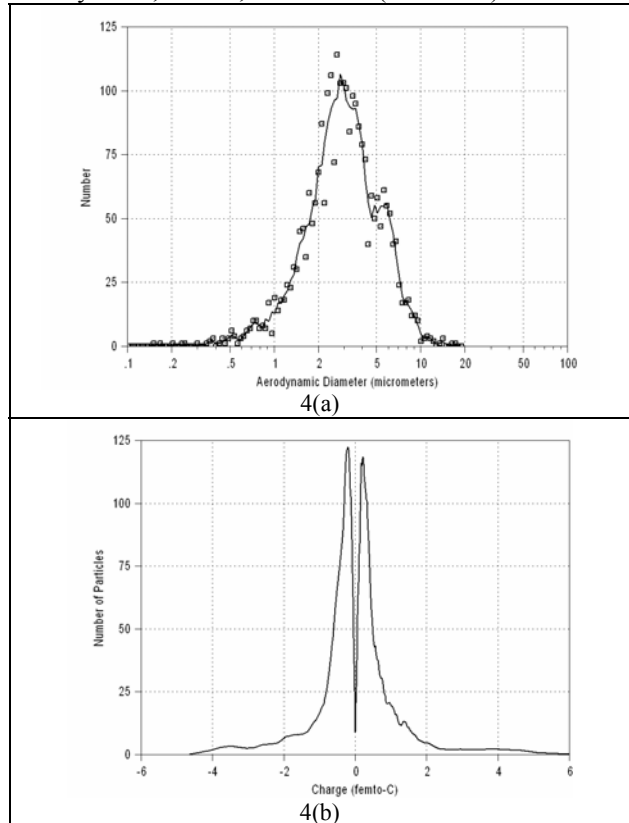 125
100
75
50
25
0
Number
.1 .2 .5 1 2 5 10 20 100
Aerodynamic Diameter (micrometers)
4(a)
125
100
75
50
25
0
Number of Particles
-6 -4 -2 0 2 4 6
Charge (femto-C)
4(b)